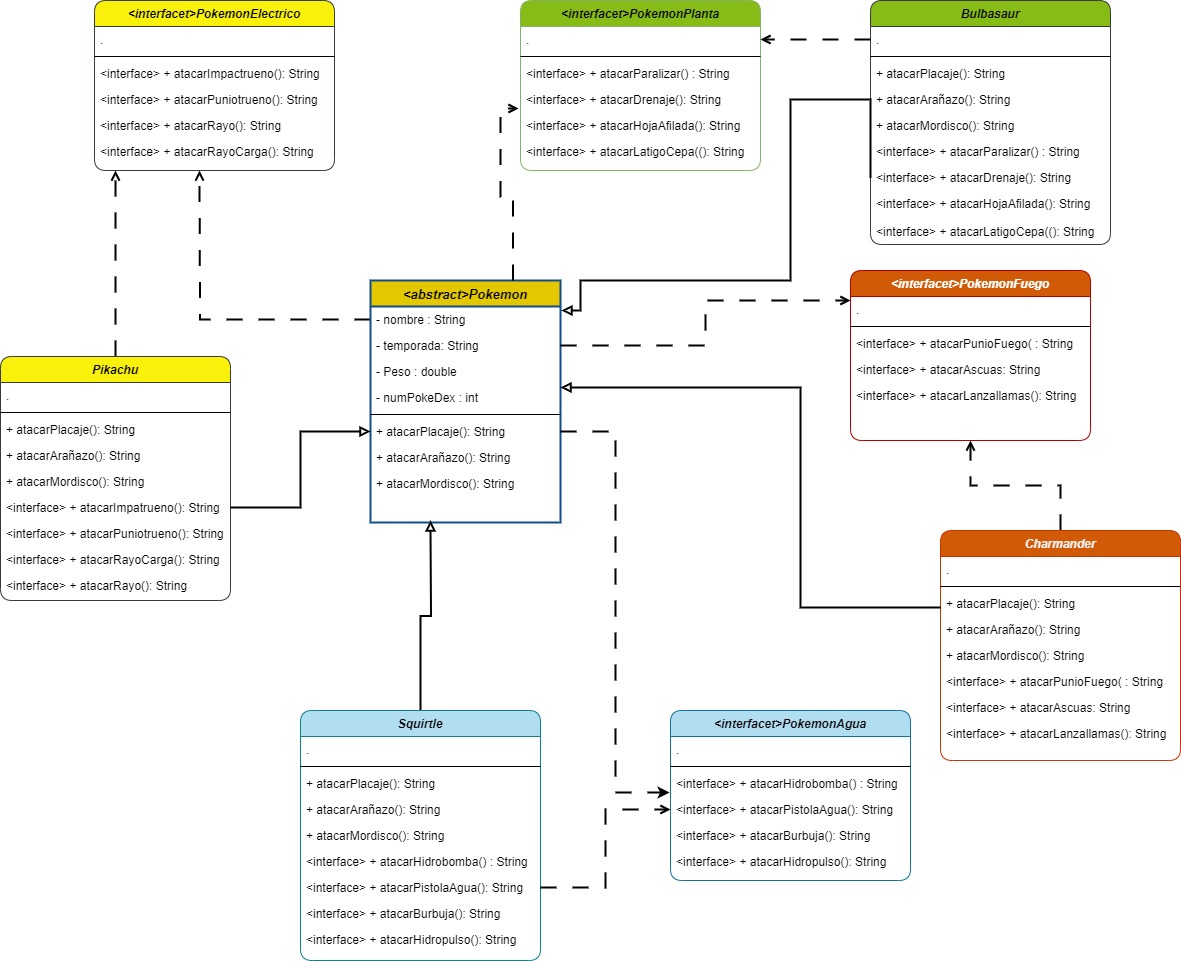 <interfacet>PokemonElectrico
.
<interface> + atacarImpactrueno(): String
<interface> + atacarPuniotrueno(): String
<interface> + atacarRayo(): String
<interface> + atacarRayoCarga(): String
<interfacet>PokemonPlanta
.
<interface> + atacarParalizar() : String
<interface> + atacarDrenaje(): String
<interface> + atacarHojaAfilada(): String
<interface> + atacarLatigoCepa((): String
Bulbasaur
.
+ atacarPlacaje(): String
+ atacarArañazo(): String
+ atacarMordisco(): String
<interface> + atacarParalizar() : String
<interface> + atacarDrenaje(): String
<interface> + atacarHojaAfilada(): String
<interface> + atacarLatigoCepa((): String
<abstract>Pokemon
- nombre : String
- temporada: String
- Peso : double
- numPokeDex : int
+ atacarPlacaje(): String
+ atacarArañazo(): String
+ atacarMordisco(): String
<interfacet>PokemonFuego
.
<interface> + atacarPunioFuego( : String
<interface> + atacarAscuas: String
<interface> + atacarLanzallamas(): String
Pikachu
.
+ atacarPlacaje(): String
+ atacarArañazo(): String
+ atacarMordisco(): String
<interface> + atacarImpatrueno(): String
<interface> + atacarPuniotrueno(): String
<interface> + atacarRayoCarga(): String
<interface> + atacarRayo(): String
Charmander
.
+ atacarPlacaje(): String
+ atacarArañazo(): String
+ atacarMordisco(): String
<interface> + atacarPunioFuego( : String
<interface> + atacarAscuas: String
<interface> + atacarLanzallamas(): String
Squirtle
.
+ atacarPlacaje(): String
+ atacarArañazo(): String
+ atacarMordisco(): String
<interface> + atacarHidrobomba() : String
<interface> + atacarPistolaAgua(): String
<interface> + atacarBurbuja(): String
<interface> + atacarHidropulso(): String
<interfacet>PokemonAgua
.
<interface> + atacarHidrobomba() : String
<interface> + atacarPistolaAgua(): String
<interface> + atacarBurbuja(): String
<interface> + atacarHidropulso(): String